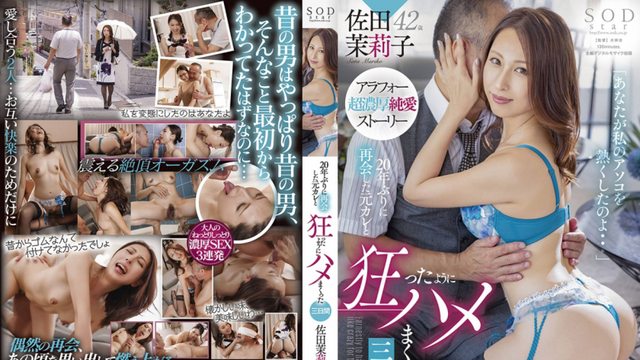 愛し合う2人…お互い快楽のためだけに
昔の男はやっぱり昔の男、
そんなこと最初から
わかってたはずなのに…
私を変態にしたのはあなたよ
震える絶頂オーガズム
昔からゴムなんて
付けてなかったでしょ
大人の
ねっとりしっとり
濃厚SEX
3連発
偶然の再会、
20年ぶりに
元カレと
狂った
ハメ
まくった
三日間
佐田茉莉子
佐田
茉莉子
42歳
アラフォー
超濃厚純愛
ストーリー
SOD
star
「あなたが私のアソコを
熱くしたのよ…」
20年ぶりに
再会した元カレと
狂ったように
ハメ
まく
三